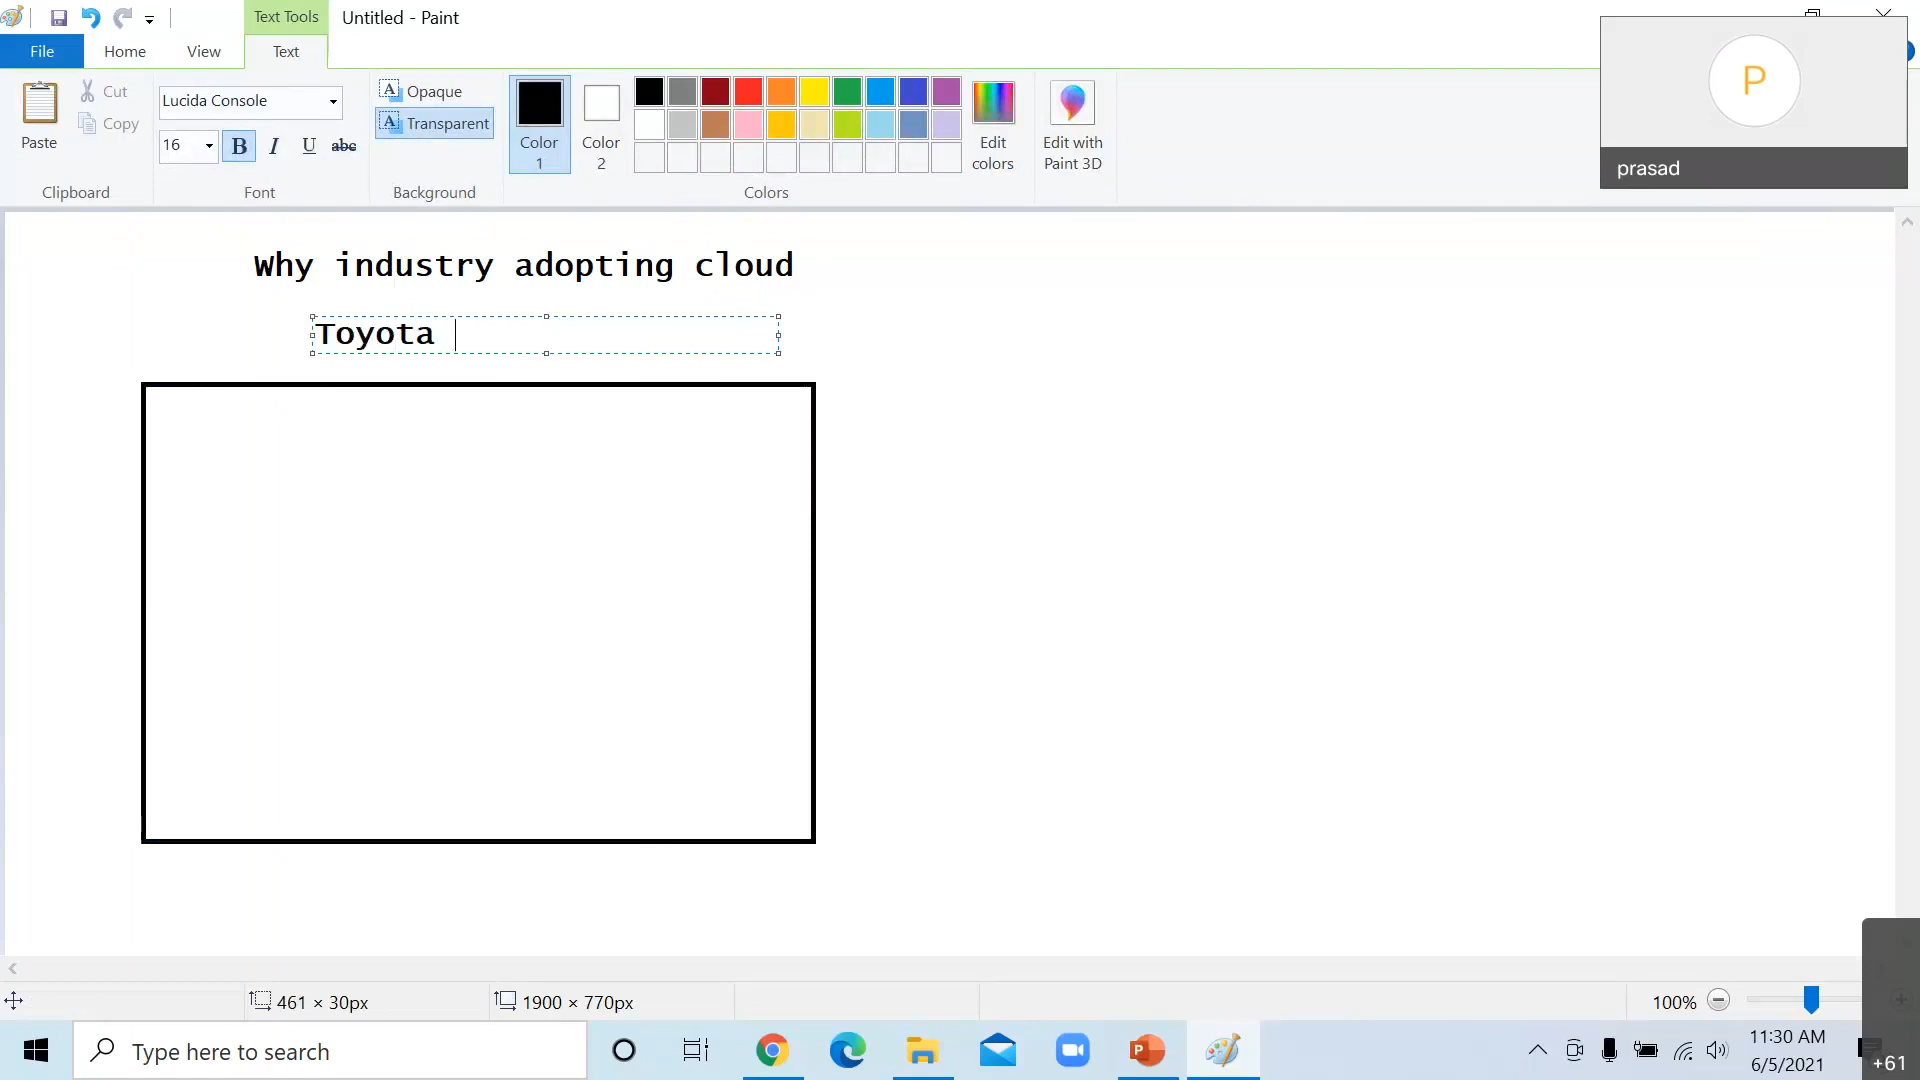 Text Tools
Untitled - Paint
File
Home
View
Text
Paste
Cut
Copy
Clipboard
Lucida Console
16
B
I
U
abc
Font
A Opaque
A Transparent
Background
Color
1
Color
2
Colors
Edit
colors
Edit with
Paint 3D
P
prasad
Why industry adopting cloud
Toyota
461 × 30px
1900 × 770px
100%
Type here to search
11:30 AM
6/5/2021
+61